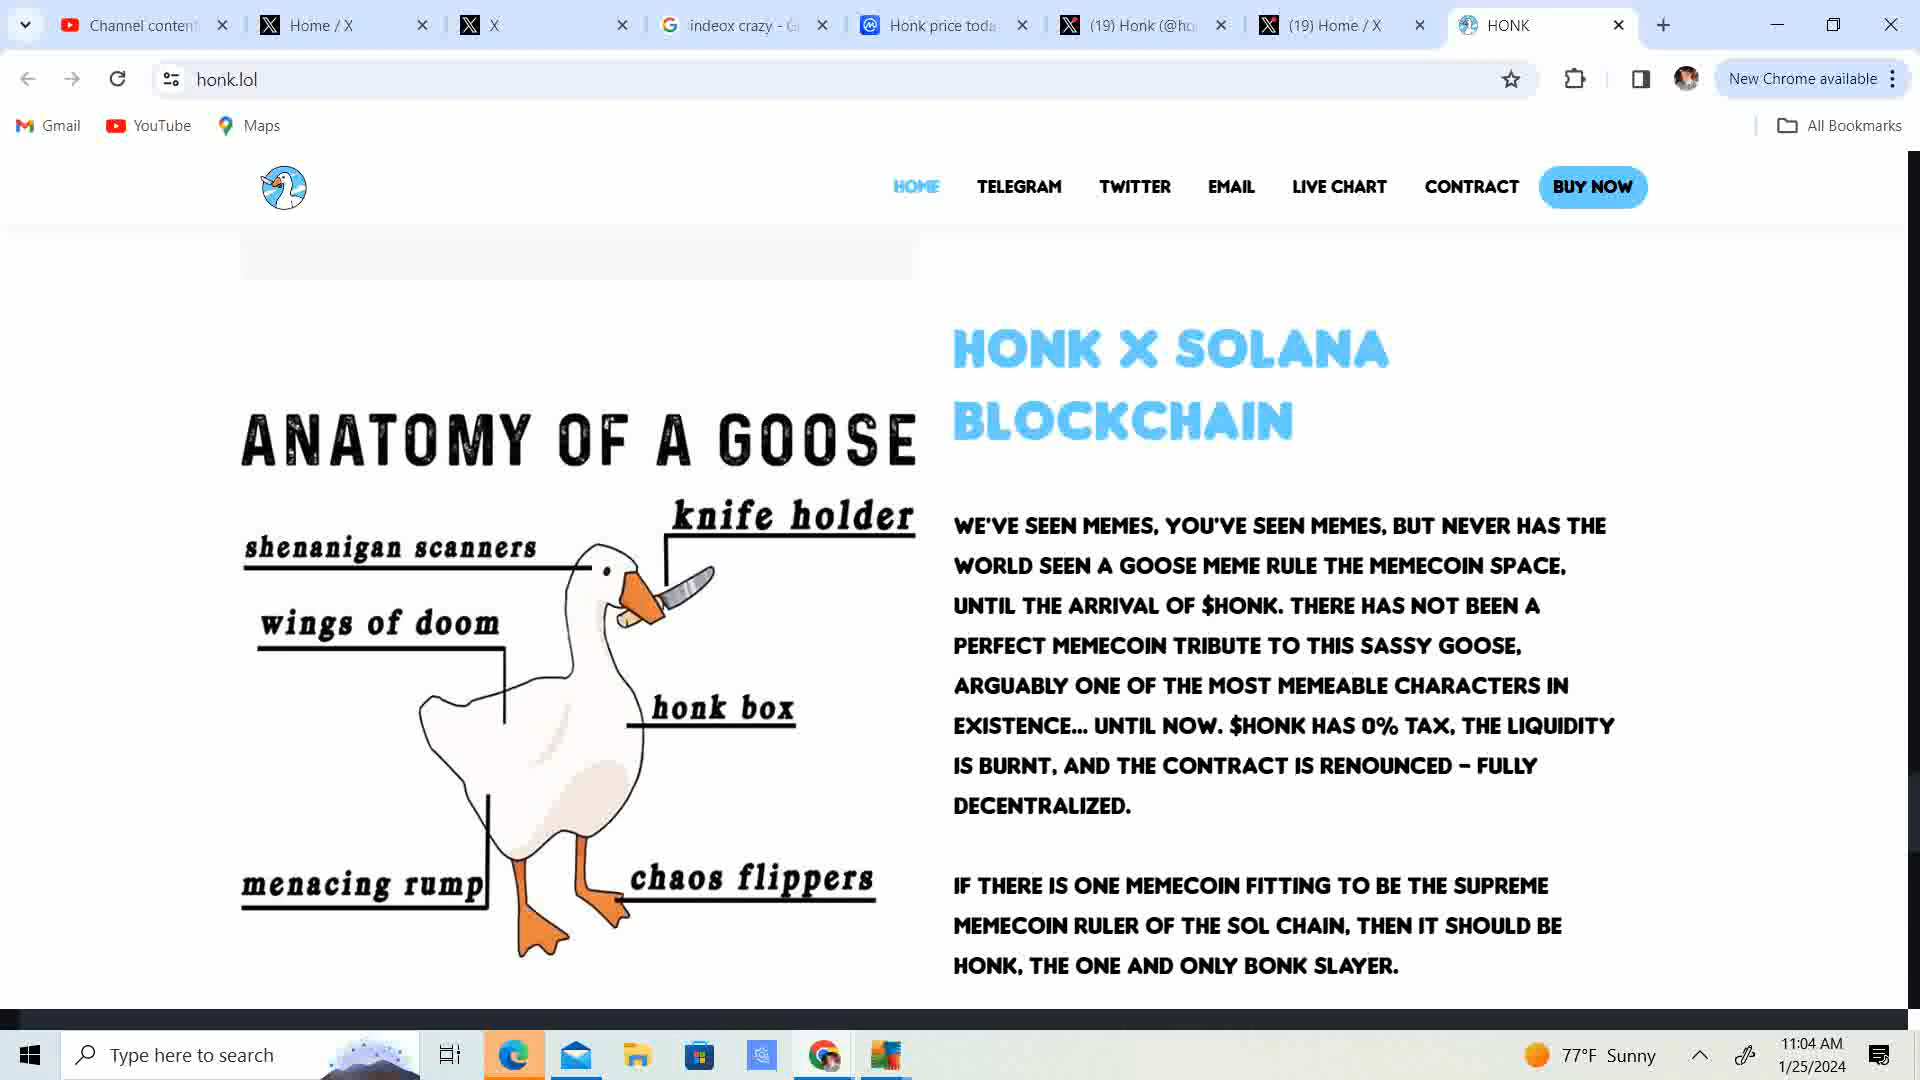 Channel content
Home / X
X
indeox crazy - G
Honk price toda
(19) Honk (@ho
(19) Home / X
HONK
honk.lol
New Chrome available
Gmail
YouTube
Maps
All Bookmarks
HOME
TELEGRAM
TWITTER
EMAIL
LIVE CHART
CONTRACT
BUY NOW
ANATOMY OF A GOOSE
knife holder
shenanigan scanners
wings of doom
honk box
menacing rump
chaos flippers
HONK X SOLANA
BLOCKCHAIN
WE'VE SEEN MEMES, YOU'VE SEEN MEMES, BUT NEVER HAS THE
WORLD SEEN A GOOSE MEME RULE THE MEMECOIN SPACE,
UNTIL THE ARRIVAL OF $HONK. THERE HAS NOT BEEN A
PERFECT MEMECOIN TRIBUTE TO THIS SASSY GOOSE,
ARGUABLY ONE OF THE MOST MEMEABLE CHARACTERS IN
EXISTENCE... UNTIL NOW. $HONK HAS 0% TAX, THE LIQUIDITY
IS BURNT, AND THE CONTRACT IS RENOUNCED – FULLY
DECENTRALIZED.
IF THERE IS ONE MEMECOIN FITTING TO BE THE SUPREME
MEMECOIN RULER OF THE SOL CHAIN, THEN IT SHOULD BE
HONK, THE ONE AND ONLY BONK SLAYER.
Type here to search
77°F Sunny
11:04 AM
1/25/2024